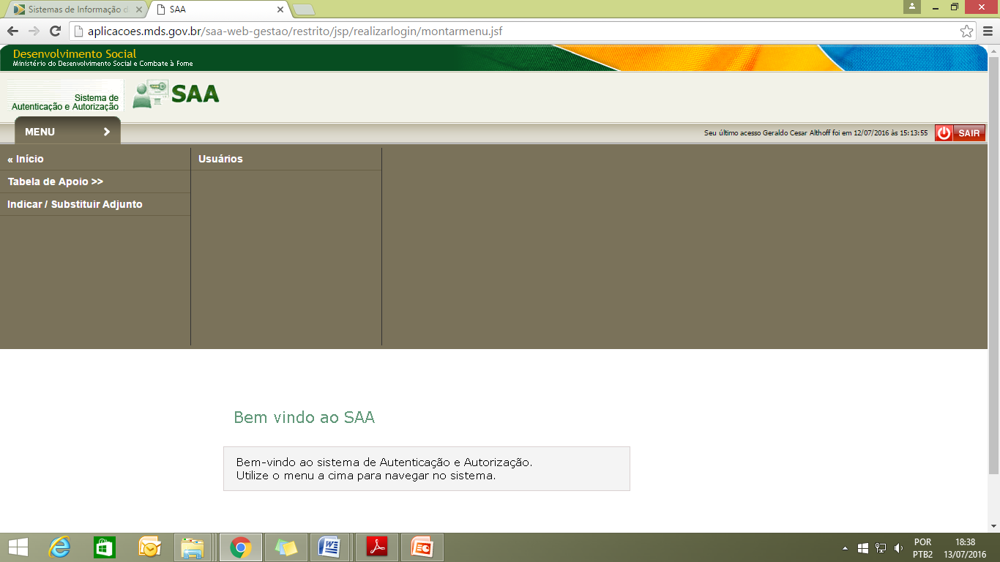 Sistemas de Informação d
SAA
aplicacoes.mds.gov.br/saa-web-gestao/restrito/jsp/realizarlogin/montarmenu.jsf
Desenvolvimento Social
Ministério do Desenvolvimento Social e Combate à Fome
Sistema de
Autenticação e Autorização
SAA
MENU
Seu último acesso Geraldo Cesar Althoff foi em 12/07/2016 às 15:13:55
SAIR
« Início
Usuários
Tabela de Apoio >>
Indicar / Substituir Adjunto
Bem vindo ao SAA
Bem-vindo ao sistema de Autenticação e Autorização.
Utilize o menu a cima para navegar no sistema.
POR
PTB2
18:38
13/07/2016